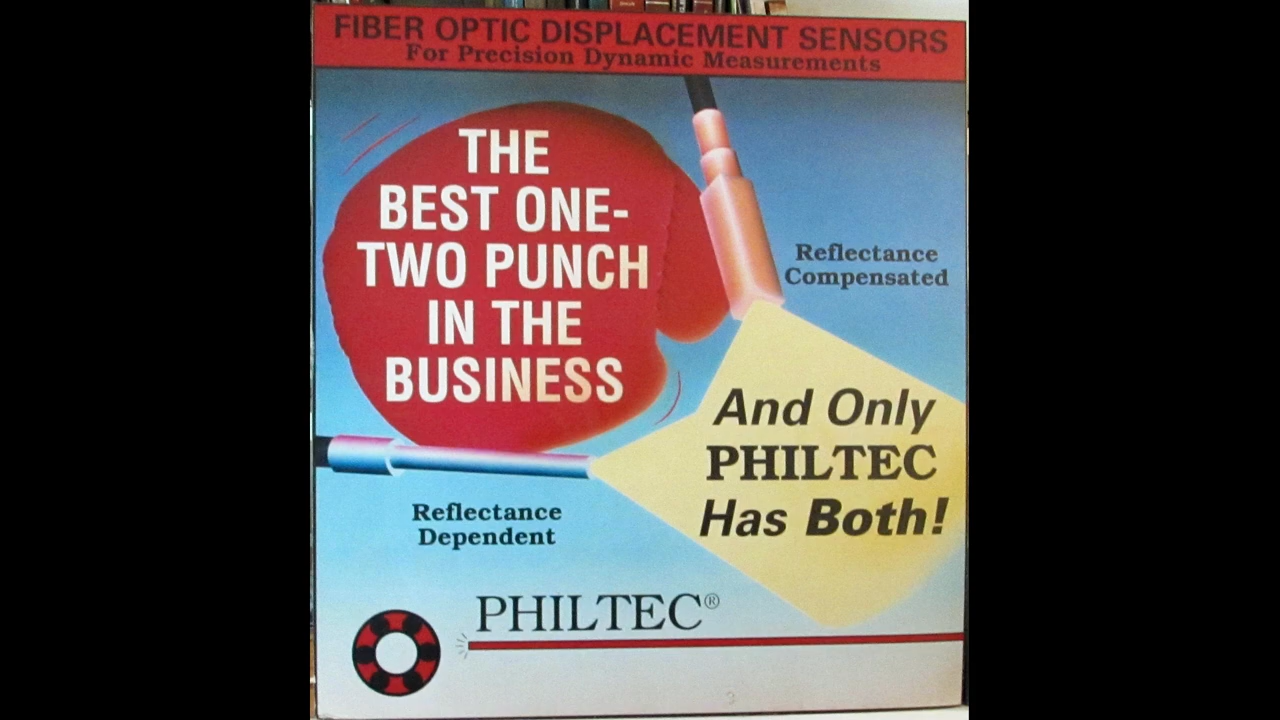 FIBER OPTIC DISPLACEMENT SENSORS
For Precision Dynamic Measurements
THE
BEST ONE-
TWO PUNCH
IN THE
BUSINESS
Reflectance
Compensated
And Only
PHILTEC
Has Both!
Reflectance
Dependent
PHILTEC®